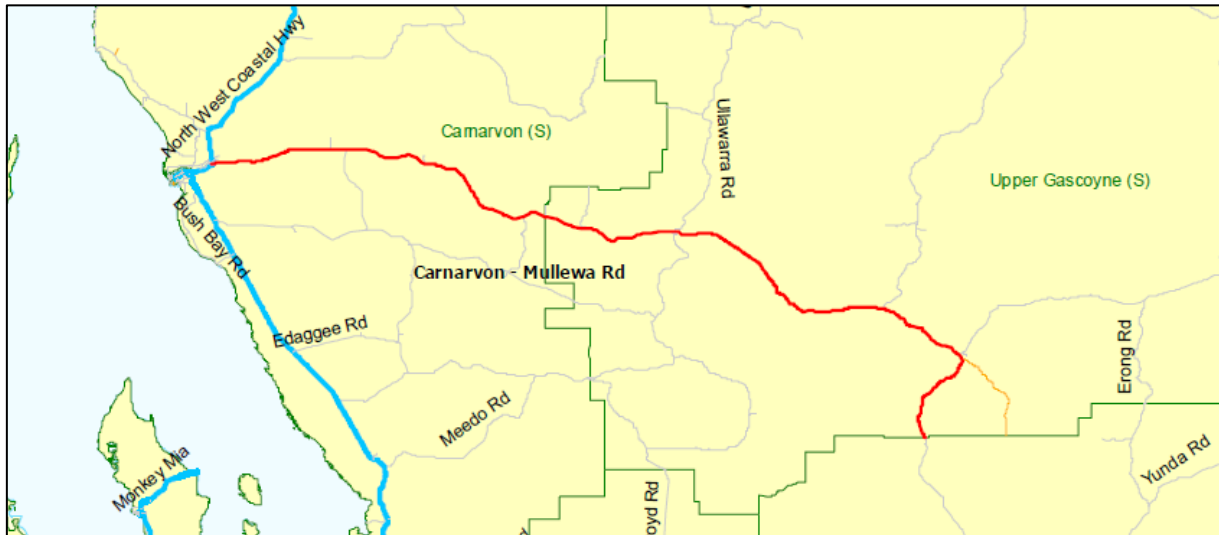 North West Coastal Hwy
Carnarvon (S)
Ullawarra Rd
Upper Gascoyne (S)
Bush Bay Rd
Carnarvon - Mullewa Rd
Edaggee Rd
Erong Rd
Meedo Rd
Monkey Mia
Yunda Rd